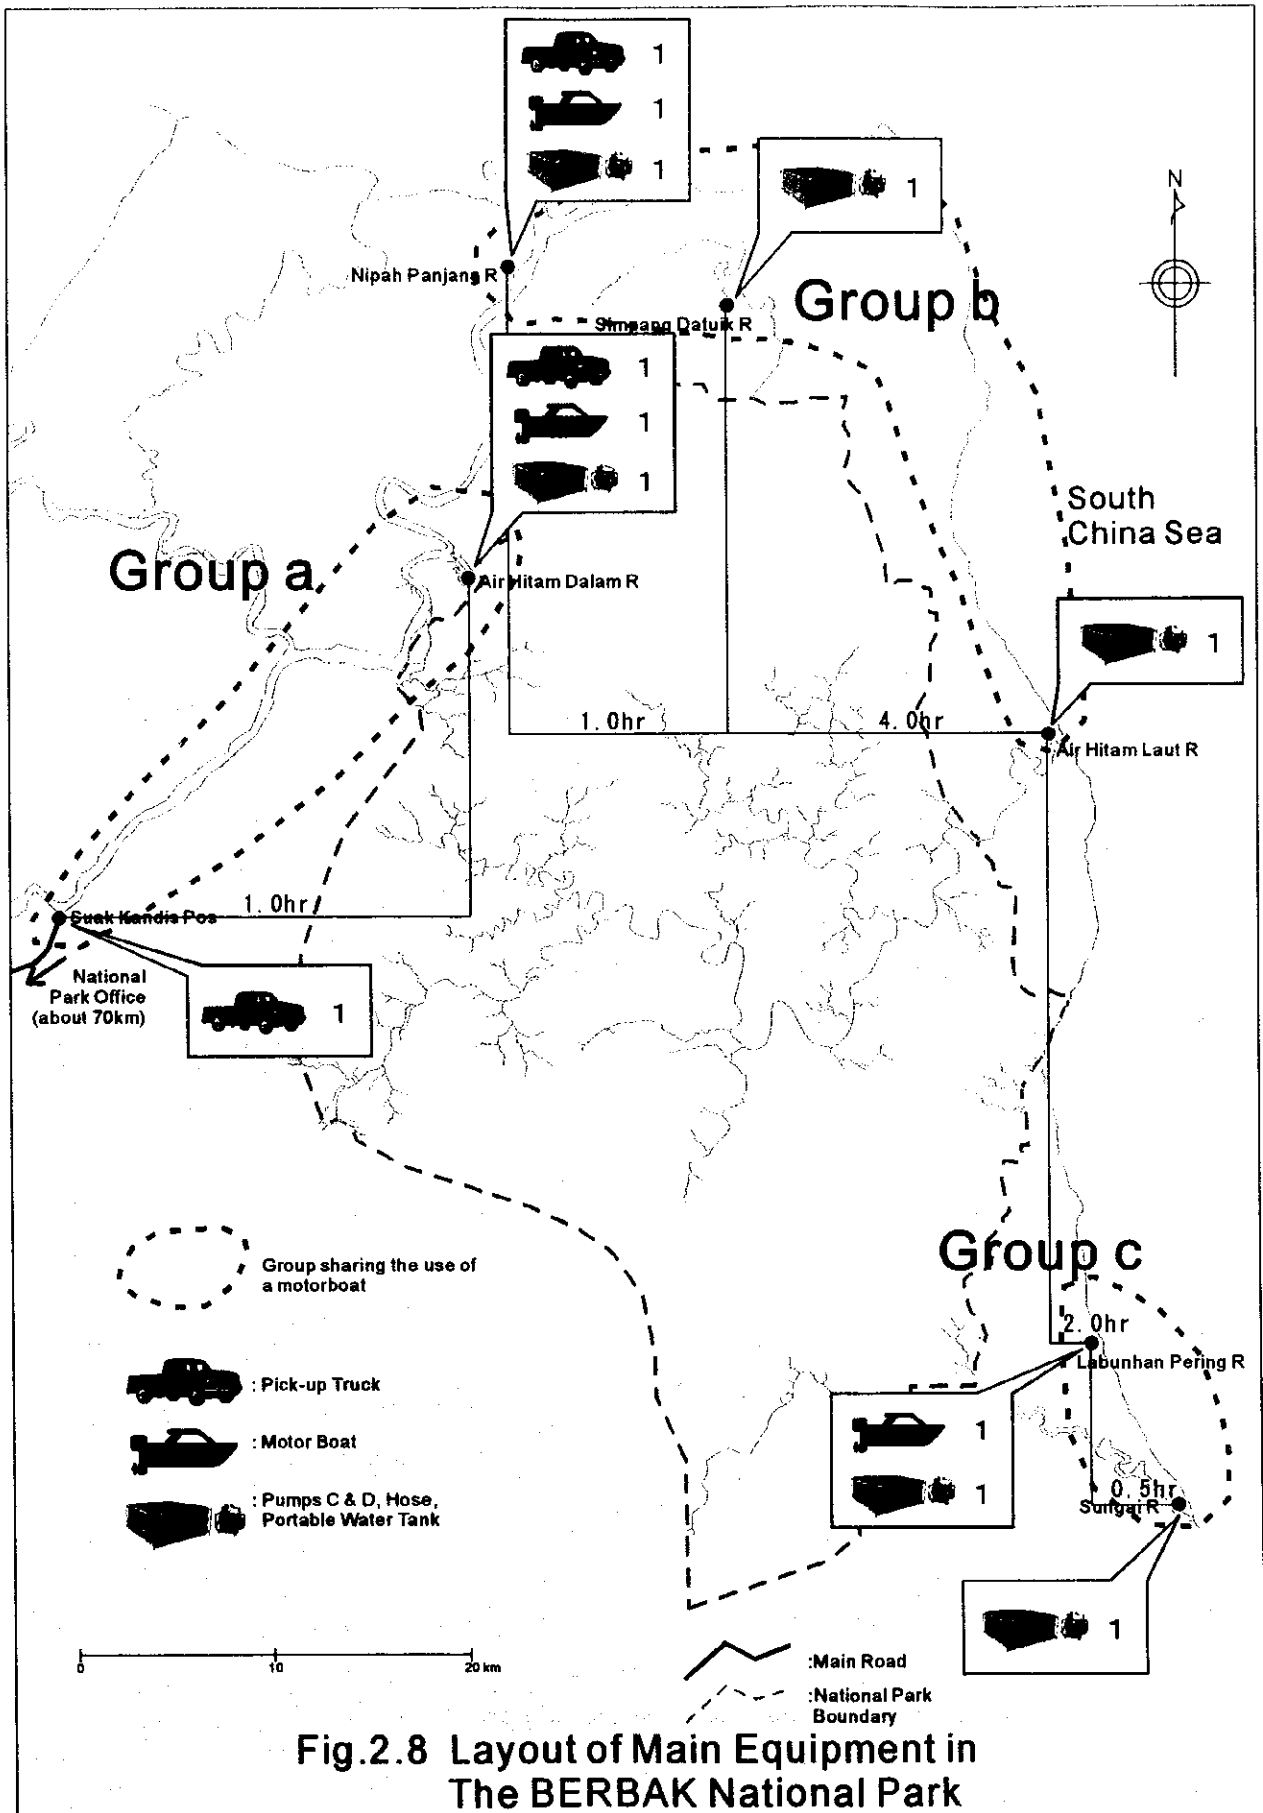 1
1
1
1
N
Nipah Panjang R
Simpang Datuik R
Group b
1
1
1
South
China Sea
Group a
Air Hitam Dalam R
1
1.0hr
4.0hr
Air Hitam Laut R
Suak Kandis Pos
1.0hr
National
Park Office
(about 70km)
1
Group c
Group sharing the use of
a motorboat
2.0hr
Labunhan Pering R
: Pick-up Truck
1
: Motor Boat
1
0.5hr
Sungai R
: Pumps C & D, Hose,
Portable Water Tank
1
0 10 20 km
:Main Road
:National Park
Boundary
Fig.2.8 Layout of Main Equipment in
The BERBAK National Park